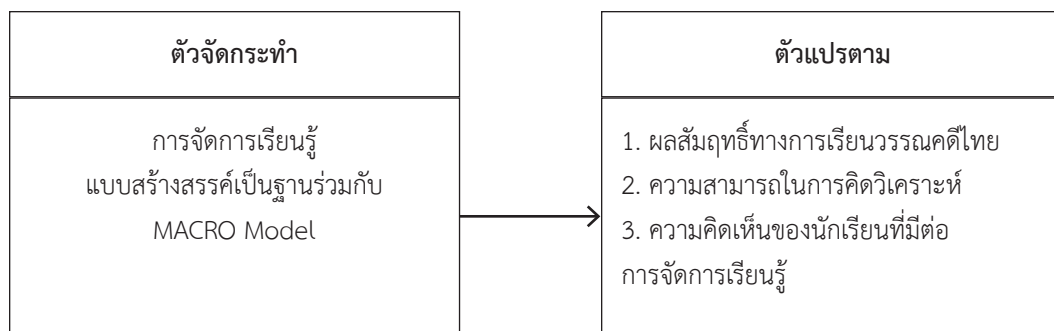 ตัวจัดกระทำ
การจัดการเรียนรู้
แบบสร้างสรรค์เป็นฐานร่วมกับ
MACRO Model
ตัวแปรตาม
1. ผลสัมฤทธิ์ทางการเรียนวรรณคดีไทย
2. ความสามารถในการคิดวิเคราะห์
3. ความคิดเห็นของนักเรียนที่มีต่อ
การจัดการเรียนรู้